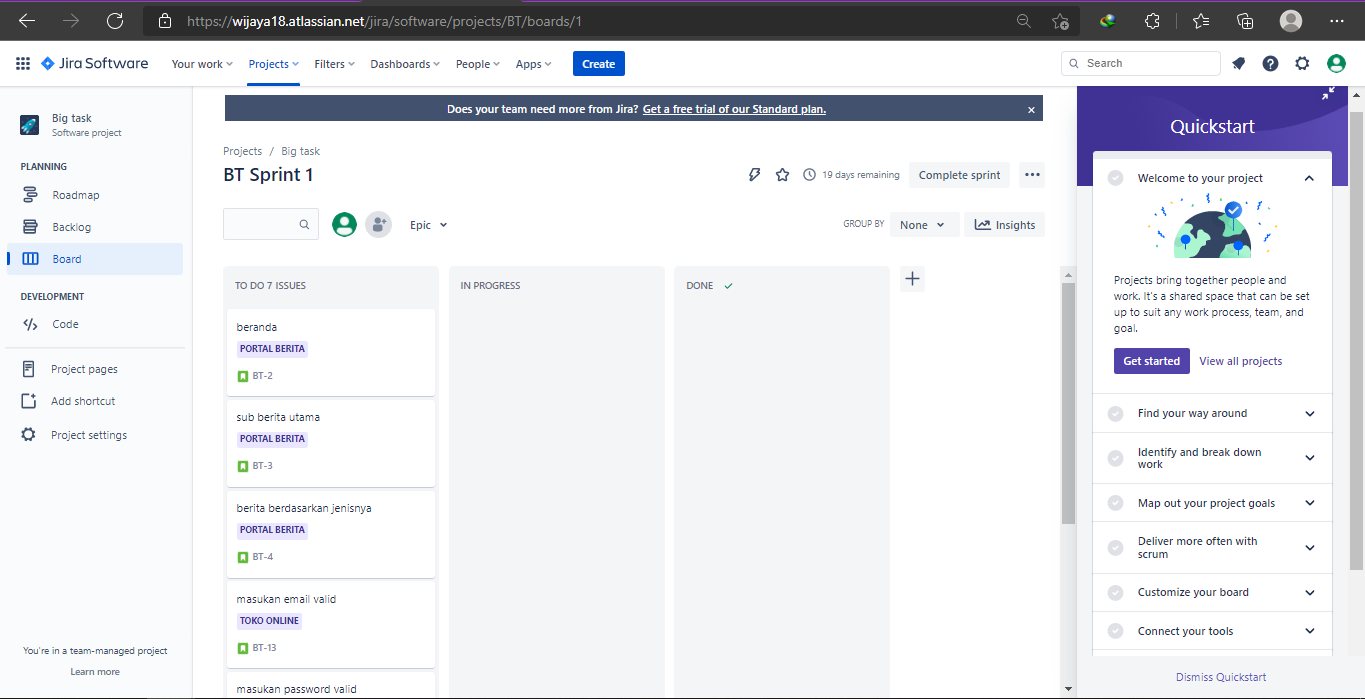 https://wijaya18.atlassian.net/jira/software/projects/BT/boards/1
Jira Software
Your work
Projects
Filters
Dashboards
People
Apps
Create
Search
Big task
Software project
PLANNING
Roadmap
Backlog
Board
DEVELOPMENT
Code
Project pages
Add shortcut
Project settings
You're in a team-managed project
Learn more
Does your team need more from Jira? Get a free trial of our Standard plan.
Projects / Big task
BT Sprint 1
19 days remaining
Complete sprint
Epic
GROUP BY
None
Insights
TO DO 7 ISSUES
beranda
PORTAL BERITA
BT-2
sub berita utama
PORTAL BERITA
BT-3
berita berdasarkan jenisnya
PORTAL BERITA
BT-4
masukan email valid
TOKO ONLINE
BT-13
masukan password valid
IN PROGRESS
DONE
Quickstart
Welcome to your project
Projects bring together people and
work. It's a shared space that can be set
up to suit any work process, team, and
goal.
Get started
View all projects
Find your way around
Identify and break down
work
Map out your project goals
Deliver more often with
scrum
Customize your board
Connect your tools
Dismiss Quickstart